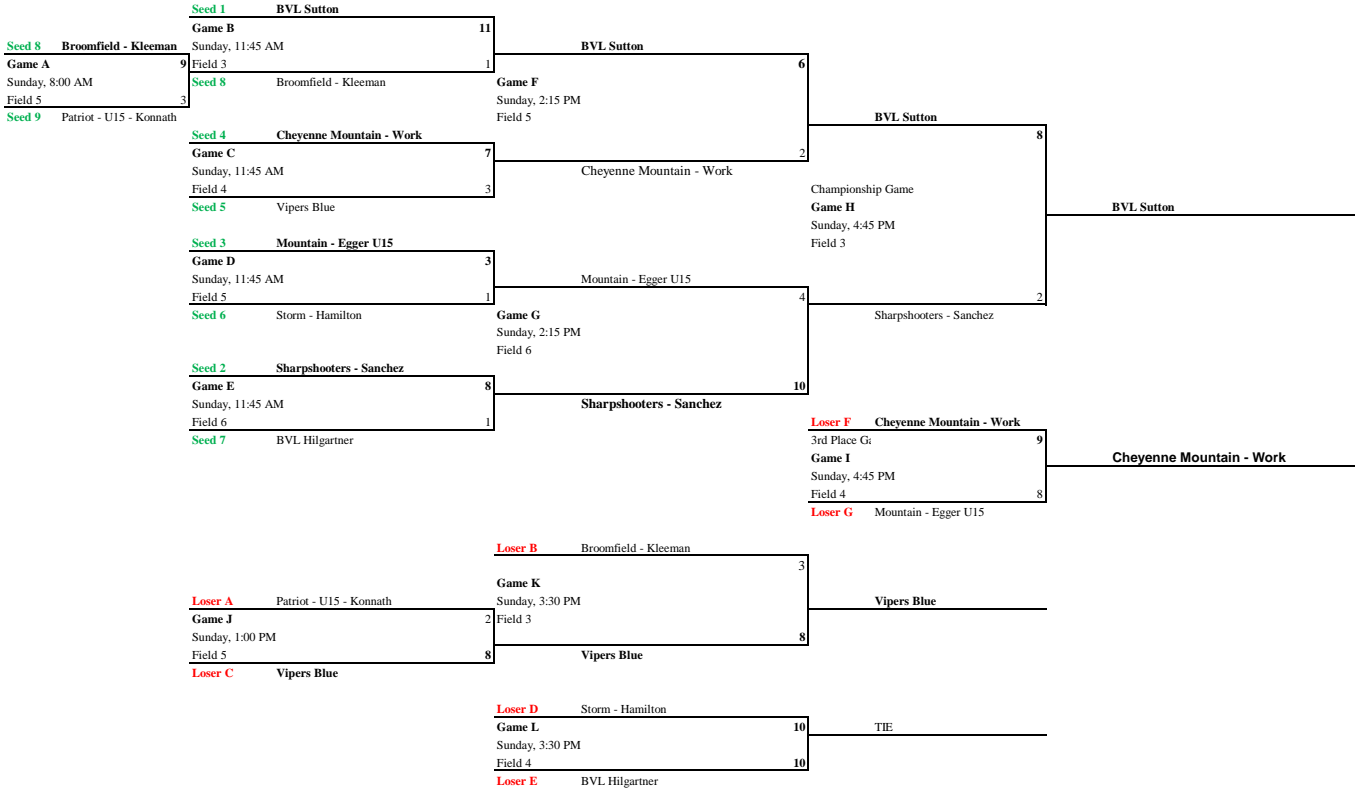 Seed 1 BVL Sutton
Game B 11
Seed 8 Broomfield - Kleeman Sunday, 11:45 AM BVL Sutton
Game A 9 Field 3 1 6
Sunday, 8:00 AM Seed 8 Broomfield - Kleeman Game F
Field 5 3 Sunday, 2:15 PM
Seed 9 Patriot - U15 - Konnath Field 5 BVL Sutton
Seed 4 Cheyenne Mountain - Work 8
Game C 7 2
Sunday, 11:45 AM Cheyenne Mountain - Work
Field 4 3 Championship Game
Seed 5 Vipers Blue Game H BVL Sutton
Sunday, 4:45 PM
Seed 3 Mountain - Egger U15 Field 3
Game D 3
Sunday, 11:45 AM Mountain - Egger U15
Field 5 1 4 2
Seed 6 Storm - Hamilton Game G Sharpshooters - Sanchez
Sunday, 2:15 PM
Field 6
Seed 2 Sharpshooters - Sanchez
Game E 8 10
Sunday, 11:45 AM Sharpshooters - Sanchez
Field 6 1 Loser F Cheyenne Mountain - Work
Seed 7 BVL Hilgartner 3rd Place Ga 9
Game I Cheyenne Mountain - Work
Sunday, 4:45 PM
Field 4 8
Loser G Mountain - Egger U15
Loser B Broomfield - Kleeman
3
Game K
Loser A Patriot - U15 - Konnath Sunday, 3:30 PM Vipers Blue
Game J 2 Field 3
Sunday, 1:00 PM 8
Field 5 8 Vipers Blue
Loser C Vipers Blue
Loser D Storm - Hamilton
Game L 10 TIE
Sunday, 3:30 PM
Field 4 10
Loser E BVL Hilgartner